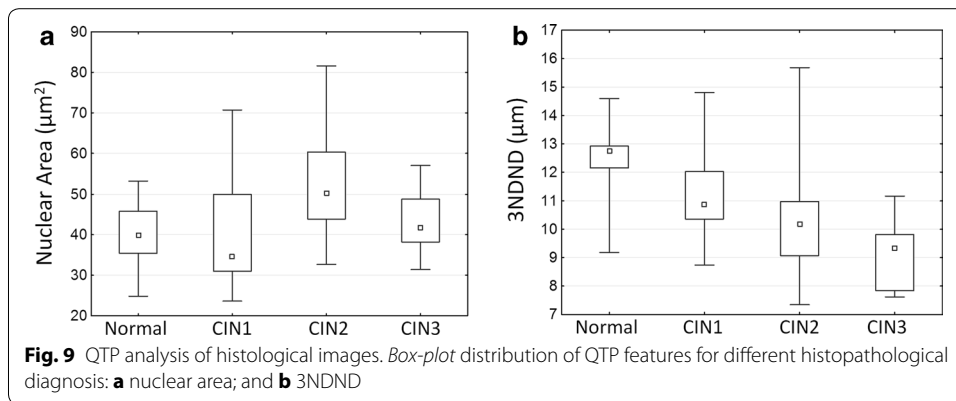 a
90
80
70
60
50
40
30
20
Nuclear Area (μm²)
Normal CIN1 CIN2 CIN3
b
17
16
15
14
13
12
11
10
9
8
7
3NDND (μm)
Normal CIN1 CIN2 CIN3
Fig. 9 QTP analysis of histological images. Box-plot distribution of QTP features for different histopathological
diagnosis: a nuclear area; and b 3NDND